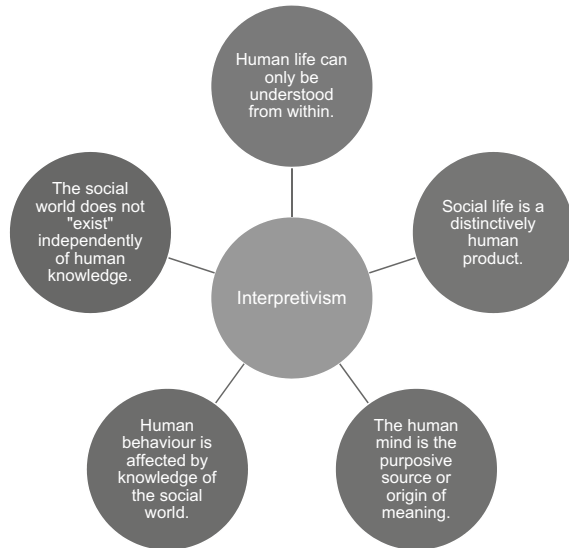 Human life can
only be
understood
from within.
Social life is a
distinctively
human
product.
The human
mind is the
purposive
source or
origin of
meaning.
Human
behaviour is
affected by
knowledge of
the social
world.
The social
world does not
"exist"
independently
of human
knowledge.
Interpretivism